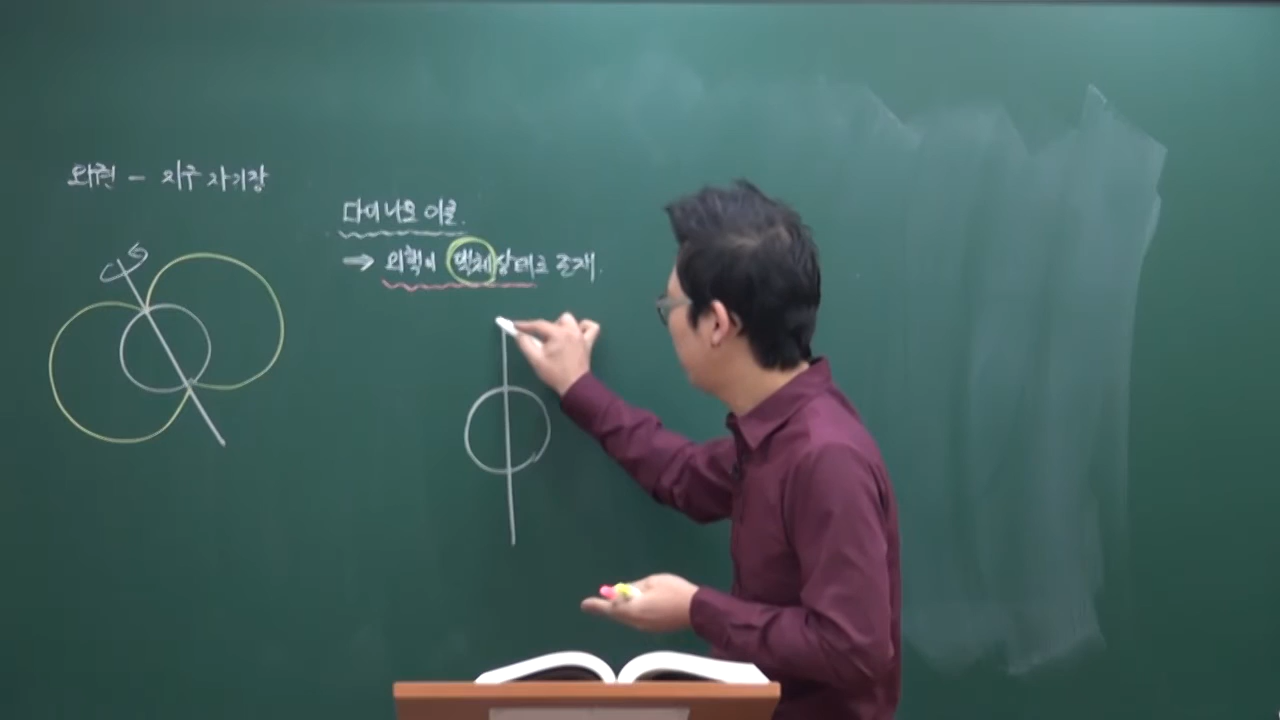 외권 - 지구 자기장
다이나모 이론.
⇒ 외핵이 액체상태로 존재.